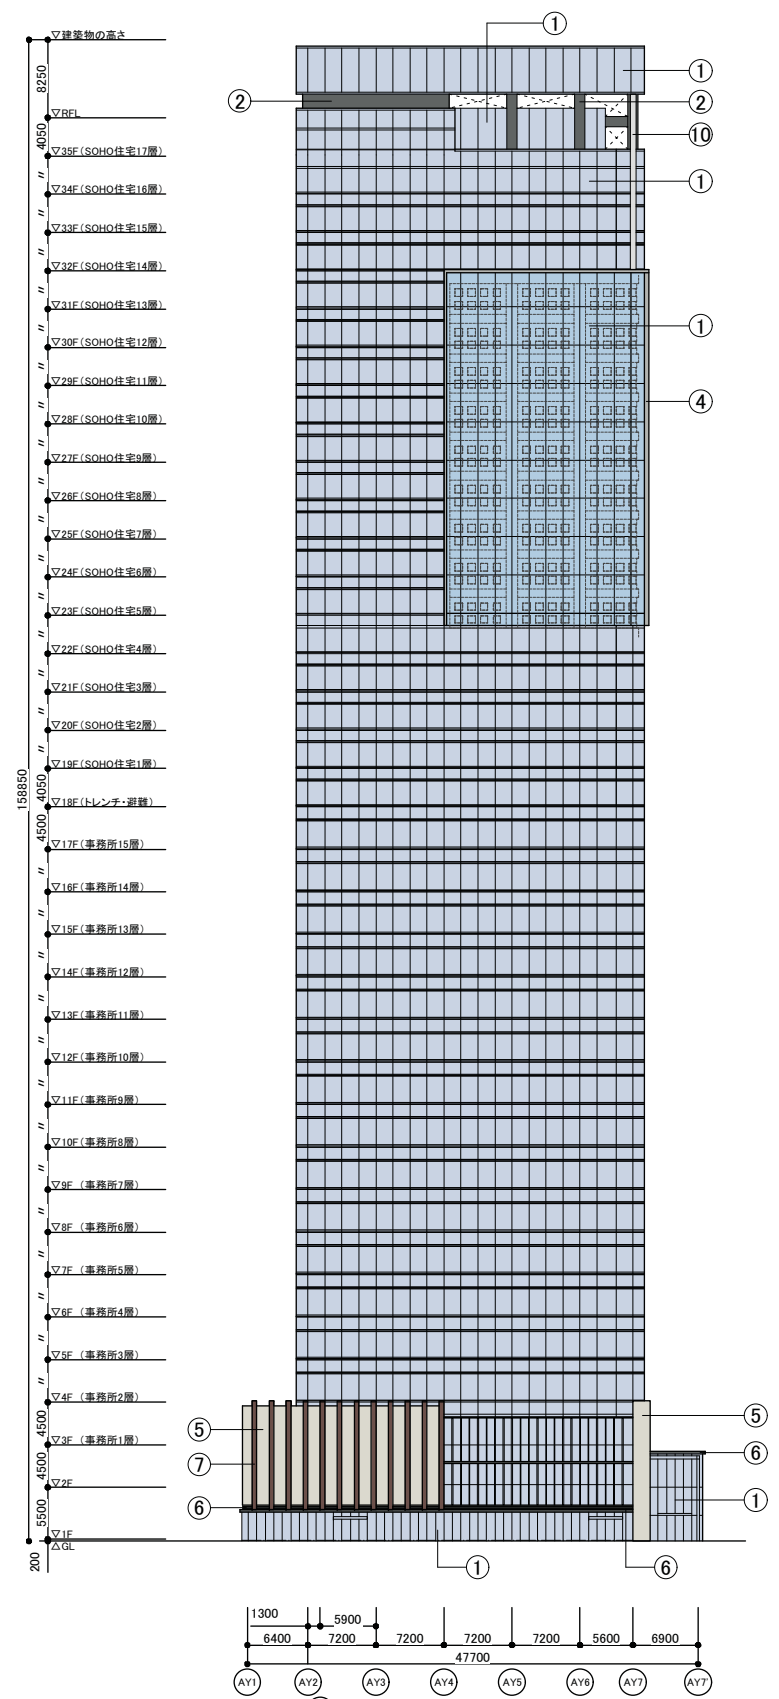 ▽建築物の高さ
8250
▽RFL
4050
▽35F(SOHO住宅17層)
〃
▽34F(SOHO住宅16層)
〃
▽33F(SOHO住宅15層)
〃
▽32F(SOHO住宅14層)
〃
▽31F(SOHO住宅13層)
〃
▽30F(SOHO住宅12層)
〃
▽29F(SOHO住宅11層)
〃
▽28F(SOHO住宅10層)
〃
▽27F(SOHO住宅9層)
〃
▽26F(SOHO住宅8層)
〃
▽25F(SOHO住宅7層)
〃
▽24F(SOHO住宅6層)
〃
▽23F(SOHO住宅5層)
〃
▽22F(SOHO住宅4層)
〃
▽21F(SOHO住宅3層)
〃
▽20F(SOHO住宅2層)
〃
▽19F(SOHO住宅1層)
4050
▽18F(トレンチ・避難)
4500
▽17F(事務所15層)
〃
▽16F(事務所14層)
〃
▽15F(事務所13層)
〃
▽14F(事務所12層)
〃
▽13F(事務所11層)
〃
▽12F(事務所10層)
〃
▽11F(事務所9層)
〃
▽10F(事務所8層)
〃
▽9F (事務所7層)
〃
▽8F (事務所6層)
〃
▽7F (事務所5層)
〃
▽6F (事務所4層)
〃
▽5F (事務所3層)
〃
▽4F (事務所2層)
4500
▽3F (事務所1層)
4500
▽2F
5500
▽1F
△GL
200
158850
1
1
2
2
10
1
1
4
5
5
7
6
6
1
1
6
1300
5900
6400
7200
7200
7200
7200
5600
6900
47700
AY1
AY2
AY3
AY4
AY5
AY6
AY7
AY7'